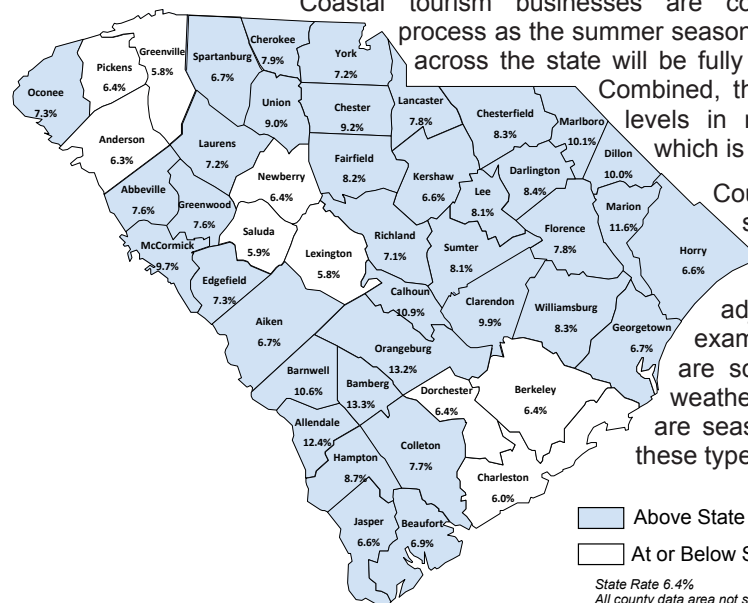 Coastal tourism businesses are
process as the summer season
across the state will be fully
Combined,
levels in
which is
ad
exam
are
weathe
are seas
these type
Cherokee
7.9%
Greenville
5.8%
Spartanburg
6.7%
York
7.2%
Pickens
6.4%
Oconee
7.3%
Union
9.0%
Chester
9.2%
Lancaster
7.8%
Chesterfield
8.3%
Marlboro
10.1%
Anderson
6.3%
Laurens
7.2%
Dillon
10.0%
Fairfield
8.2%
Kershaw
6.6%
Darlington
8.4%
Newberry
6.4%
Lee
8.1%
Abbeville
7.6%
Greenwood
7.6%
Marion
11.6%
Saluda
5.9%
Richland
7.1%
Florence
7.8%
McCormick
9.7%
Lexington
5.8%
Sumter
8.1%
Horry
6.6%
Edgefield
7.3%
Calhoun
10.9%
Clarendon
9.9%
Williamsburg
8.3%
Aiken
6.7%
Georgetown
6.7%
Orangeburg
13.2%
Barnwell
10.6%
Bamberg
13.3%
Dorchester
6.4%
Berkeley
6.4%
Allendale
12.4%
Colleton
7.7%
Hampton
8.7%
Charleston
6.0%
Jasper
6.6%
Beaufort
6.9%
Above State
At or Below S
State Rate 6.4%
All county data area not s